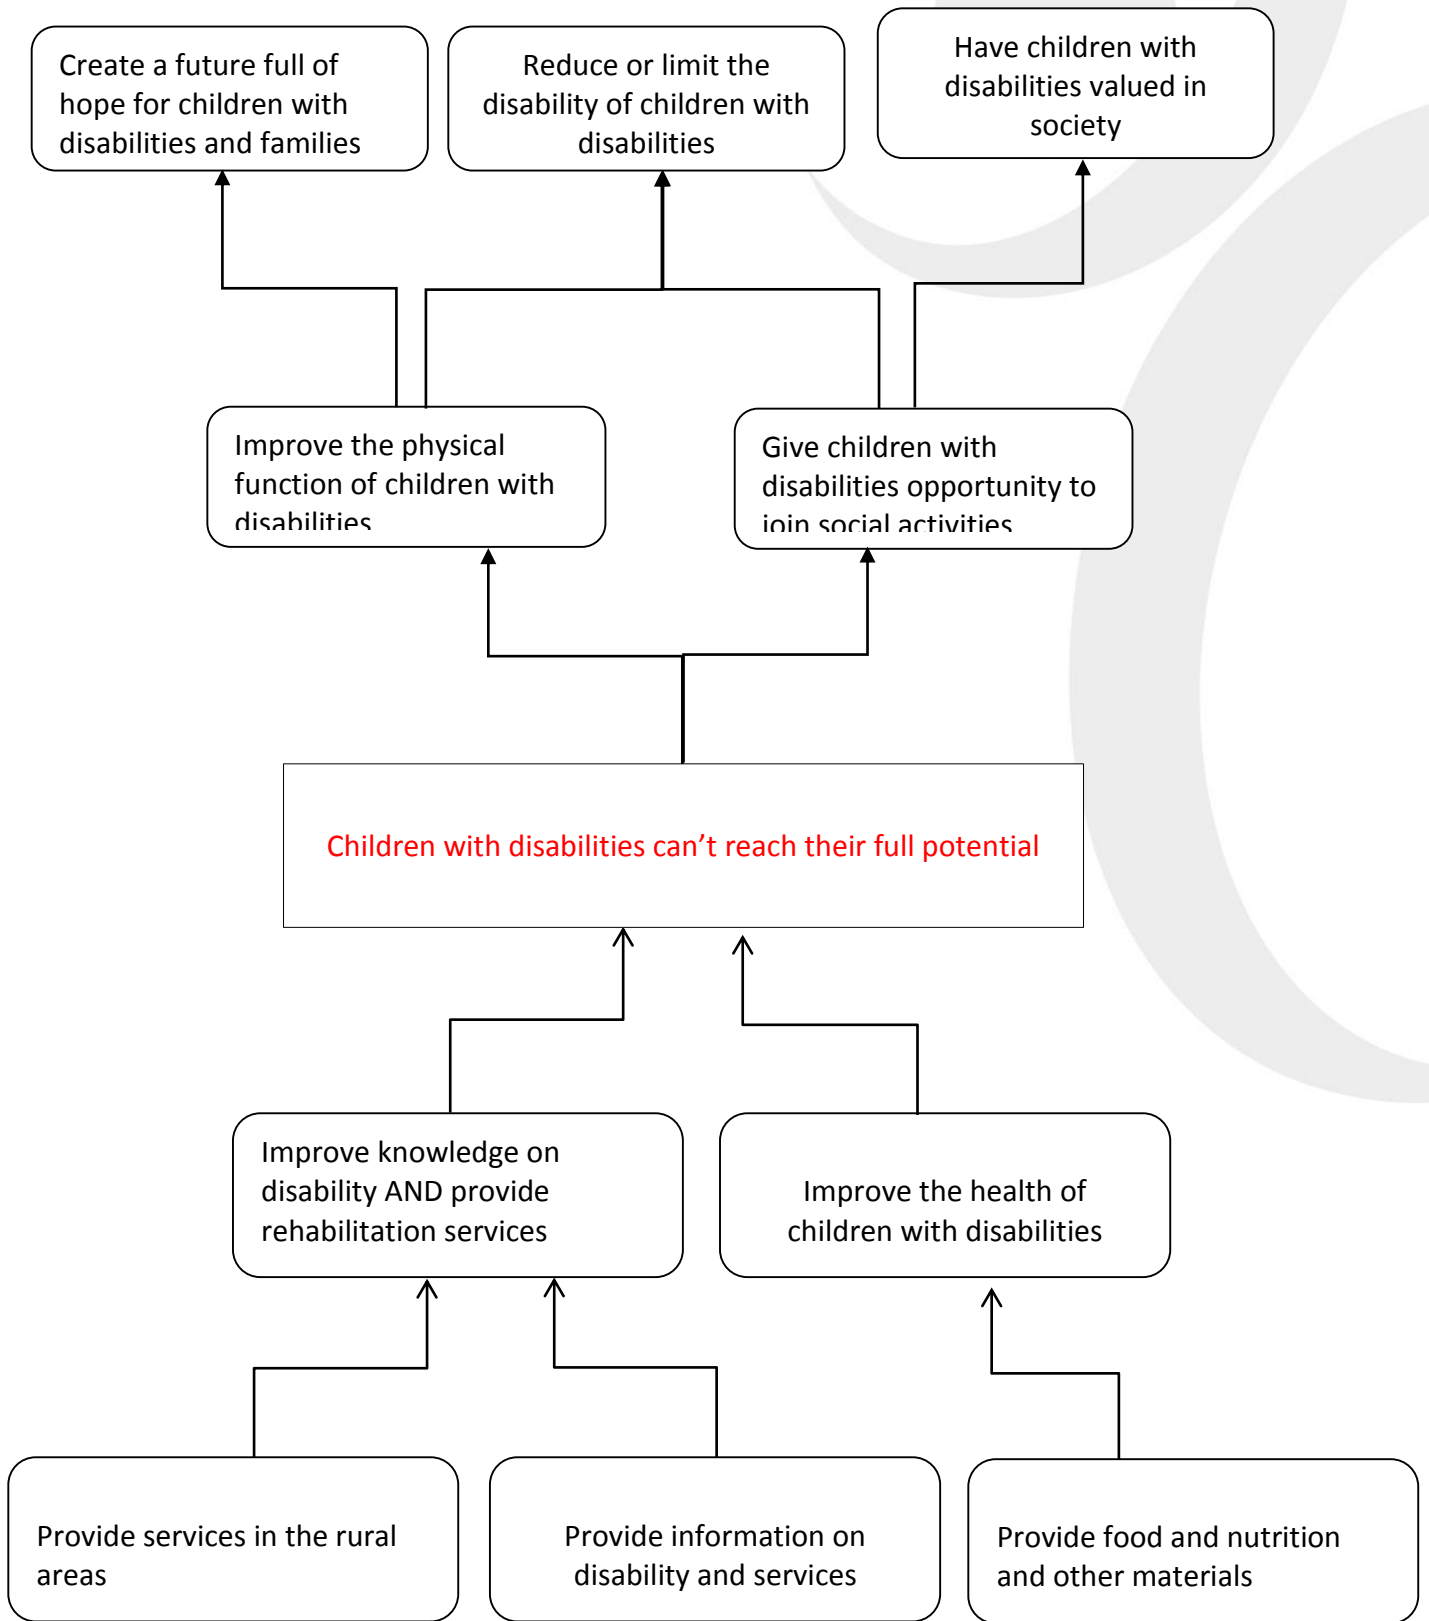 Create a future full of
hope for children with
disabilities and families
Reduce or limit the
disability of children with
disabilities
Have children with
disabilities valued in
society
Improve the physical
function of children with
disabilities
Give children with
disabilities opportunity to
join social activities
Children with disabilities can’t reach their full potential
Improve knowledge on
disability AND provide
rehabilitation services
Improve the health of
children with disabilities
Provide services in the rural
areas
Provide information on
disability and services
Provide food and nutrition
and other materials